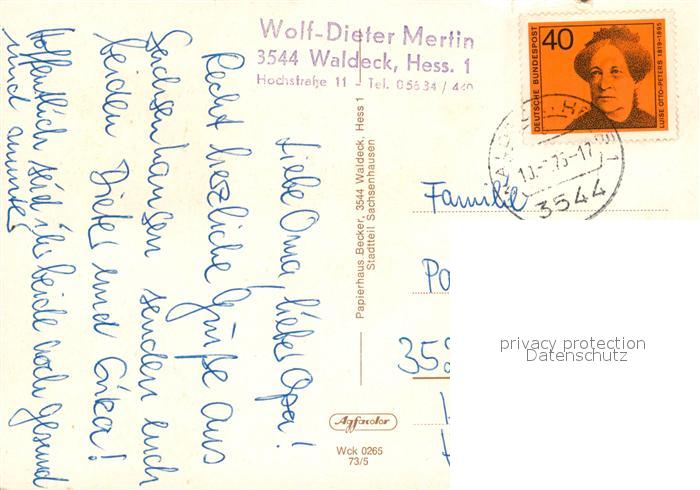 Wolf-Dieter Mertin
3544 Waldeck, Hess. 1
Hochstraße 11 - Tel. 05634 / 440
Liebe Oma, liebes Opa!
Recht herzliche Grüße aus
Sachsenhausen senden euch
beiden Dieter und Erika!
Hoffentlich seid ihr beide noch gesund
und munter
Papierhaus Becker, 3544 Waldeck, Hess 1
Stadtteil Sachsenhausen
Agfacolor
Wck 0265
73/5
40
DEUTSCHE BUNDESPOST
LUISE OTTO-PETERS 1819-1895
3544
Familie
privacy protection
Datenschutz